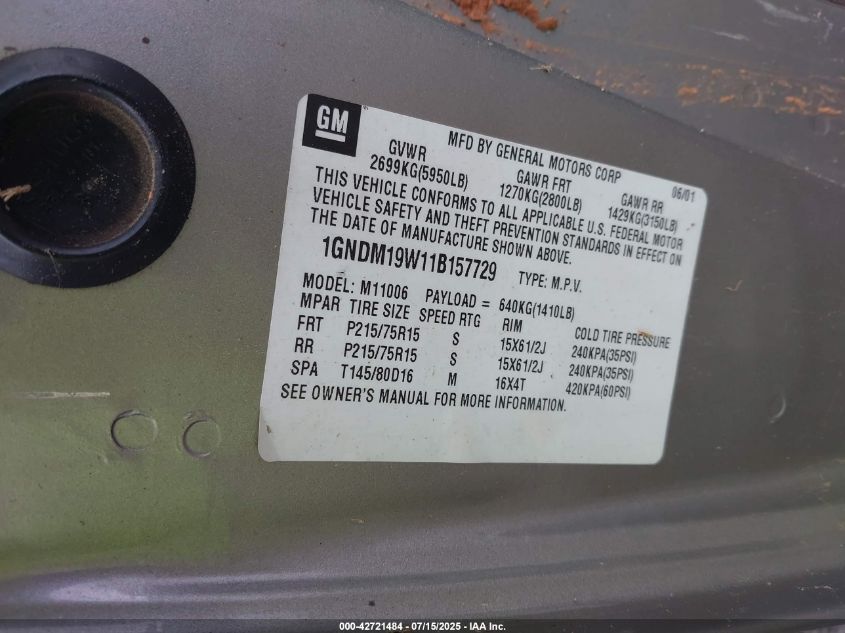 GM
MFD BY GENERAL MOTORS CORP 06/01
GVWR GAWR FRT GAWR RR
2699KG(5950LB) 1270KG(2800LB) 1429KG(3150LB)
THIS VEHICLE CONFORMS TO ALL APPLICABLE U.S. FEDERAL MOTOR
VEHICLE SAFETY AND THEFT PREVENTION STANDARDS IN EFFECT ON
THE DATE OF MANUFACTURE SHOWN ABOVE.
1GNDM19W11B157729 TYPE: M.P.V.
MODEL: M11006 PAYLOAD = 640KG(1410LB)
MPAR TIRE SIZE SPEED RTG RIM COLD TIRE PRESSURE
FRT P215/75R15 S 15X61/2J 240KPA(35PSI)
RR P215/75R15 S 15X61/2J 240KPA(35PSI)
SPA T145/80D16 M 16X4T 420KPA(60PSI)
SEE OWNER'S MANUAL FOR MORE INFORMATION.
000-42721484 / 07/15/2025 - IAA Inc.